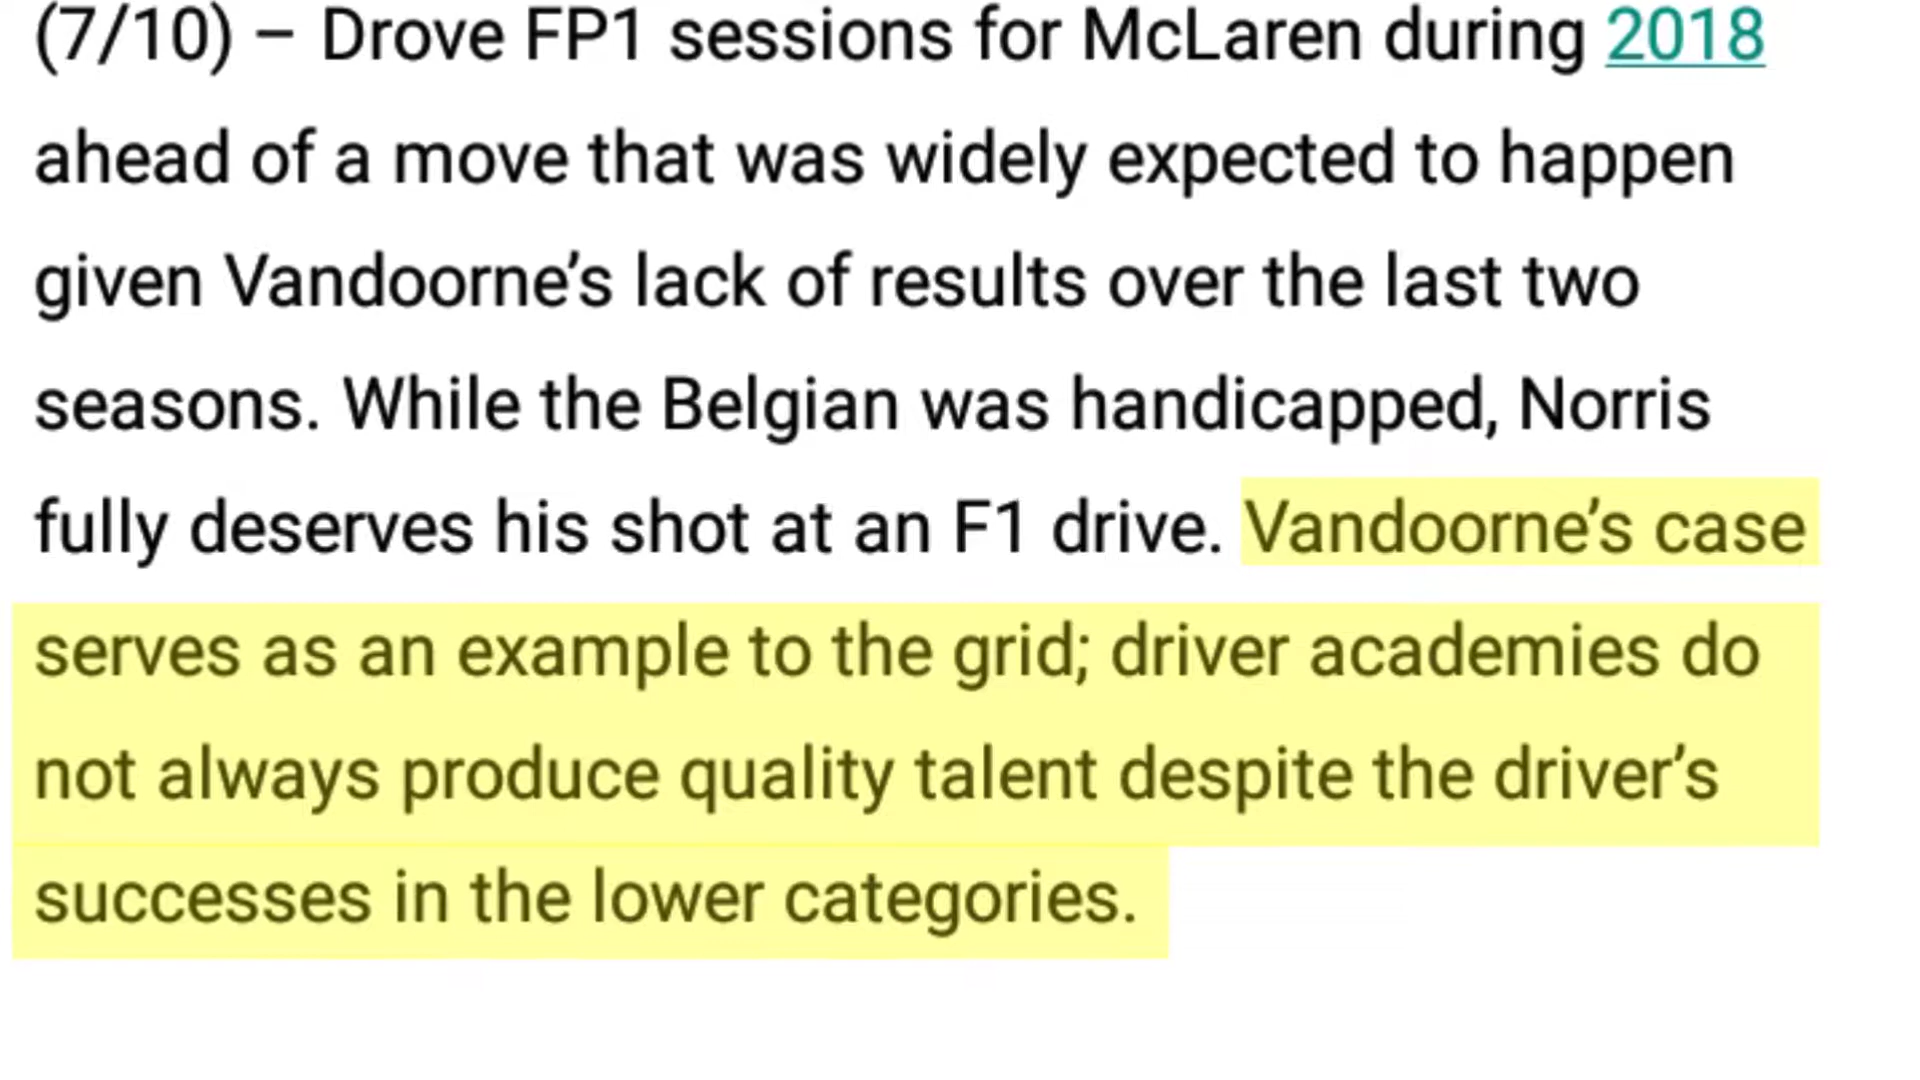 (7/10) – Drove FP1 sessions for McLaren during 2018
ahead of a move that was widely expected to happen
given Vandoorne’s lack of results over the last two
seasons. While the Belgian was handicapped, Norris
fully deserves his shot at an F1 drive. Vandoorne’s case
serves as an example to the grid; driver academies do
not always produce quality talent despite the driver’s
successes in the lower categories.